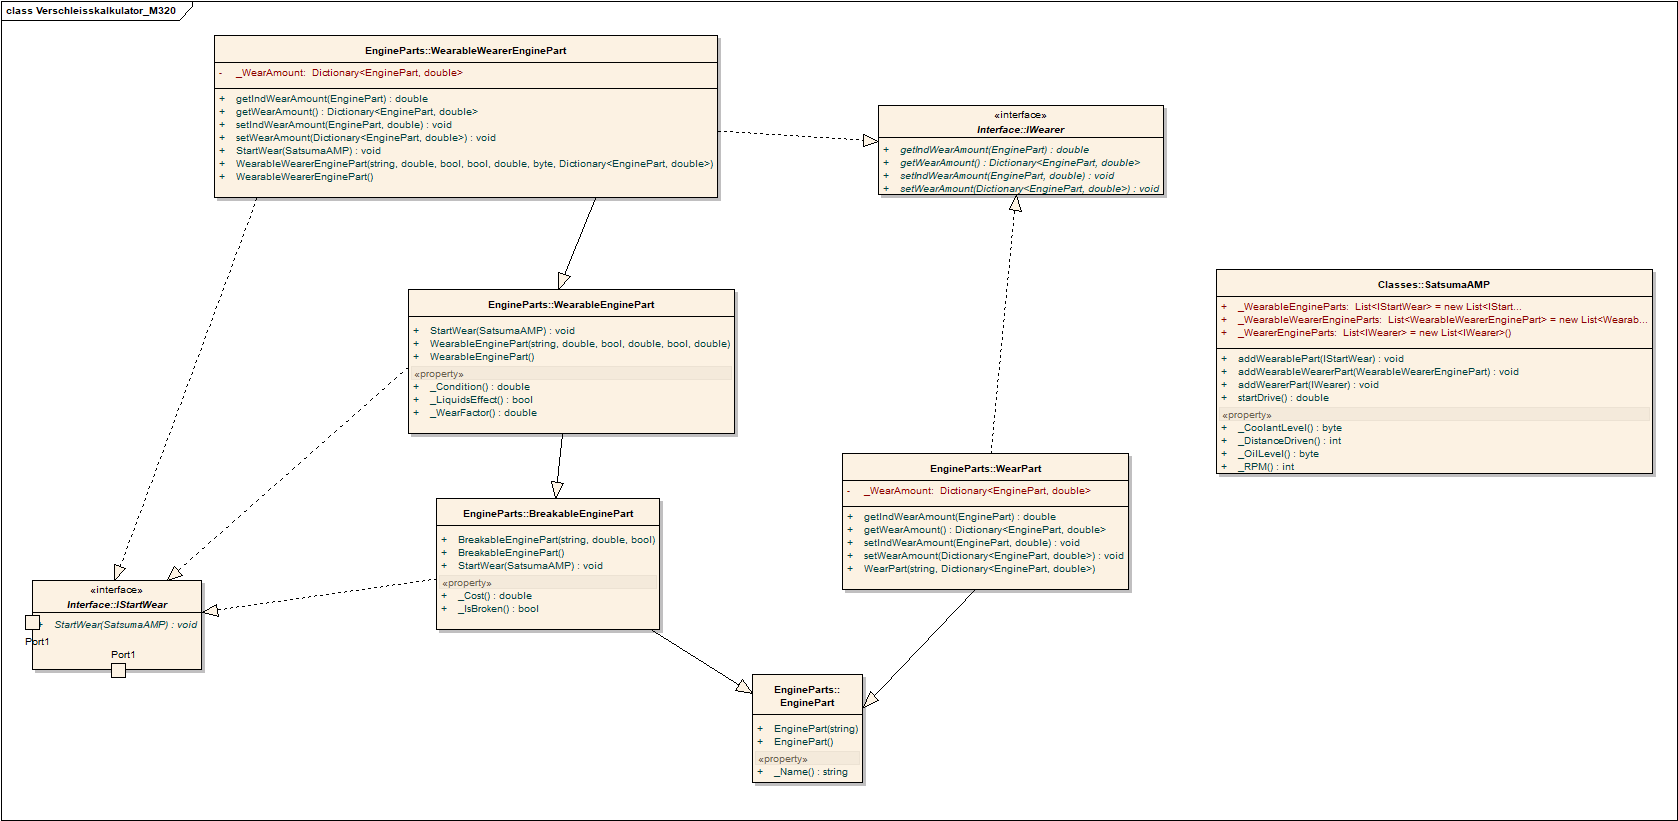 class Verschleisskalkulator_M320
EngineParts::WearableWearerEnginePart
- _WearAmount: Dictionary<EnginePart, double>
+ getIndWearAmount(EnginePart) : double
+ getWearAmount() : Dictionary<EnginePart, double>
+ setIndWearAmount(EnginePart, double) : void
+ setWearAmount(Dictionary<EnginePart, double>) : void
+ StartWear(SatsumaAMP) : void
+ WearableWearerEnginePart(string, double, bool, bool, double, byte, Dictionary<EnginePart, double>)
+ WearableWearerEnginePart()
«interface»
Interface::IWearer
+ getIndWearAmount(EnginePart) : double
+ getWearAmount() : Dictionary<EnginePart, double>
+ setIndWearAmount(EnginePart, double) : void
+ setWearAmount(Dictionary<EnginePart, double>) : void
Classes::SatsumaAMP
+ _WearableEngineParts: List<IStartWear> = new List<IStart...
+ _WearableWearerEngineParts: List<WearableWearerEnginePart> = new List<Wearab...
+ _WearerEngineParts: List<IWearer> = new List<IWearer>()
+ addWearablePart(IStartWear) : void
+ addWearableWearerPart(WearableWearerEnginePart) : void
+ addWearerPart(IWearer) : void
+ startDrive() : double
«property»
+ _CoolantLevel() : byte
+ _DistanceDriven() : int
+ _OilLevel() : byte
+ _RPM() : int
EngineParts::WearableEnginePart
+ StartWear(SatsumaAMP) : void
+ WearableEnginePart(string, double, bool, double, bool, double)
+ WearableEnginePart()
«property»
+ _Condition() : double
+ _LiquidsEffect() : bool
+ _WearFactor() : double
EngineParts::WearPart
- _WearAmount: Dictionary<EnginePart, double>
+ getIndWearAmount(EnginePart) : double
+ getWearAmount() : Dictionary<EnginePart, double>
+ setIndWearAmount(EnginePart, double) : void
+ setWearAmount(Dictionary<EnginePart, double>) : void
+ WearPart(string, Dictionary<EnginePart, double>)
EngineParts::BreakableEnginePart
+ BreakableEnginePart(string, double, bool)
+ BreakableEnginePart()
+ StartWear(SatsumaAMP) : void
«property»
+ _Cost() : double
+ _IsBroken() : bool
«interface»
Interface::IStartWear
+ StartWear(SatsumaAMP) : void
Port1
Port1
EngineParts::
EnginePart
+ EnginePart(string)
+ EnginePart()
«property»
+ _Name() : string